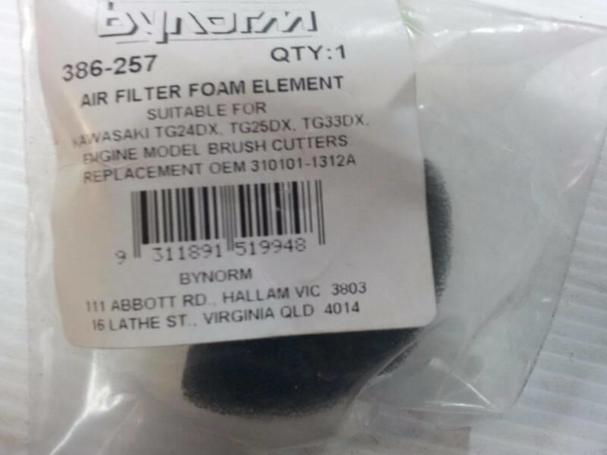 Bynorm
386-257 QTY:1
AIR FILTER FOAM ELEMENT
SUITABLE FOR
KAWASAKI TG24DX, TG25DX, TG33DX.
ENGINE MODEL BRUSH CUTTERS
REPLACEMENT OEM 310101-1312A
9 311891 519948
BYNORM
111 ABBOTT RD., HALLAM VIC 3803
16 LATHE ST., VIRGINIA QLD 4014